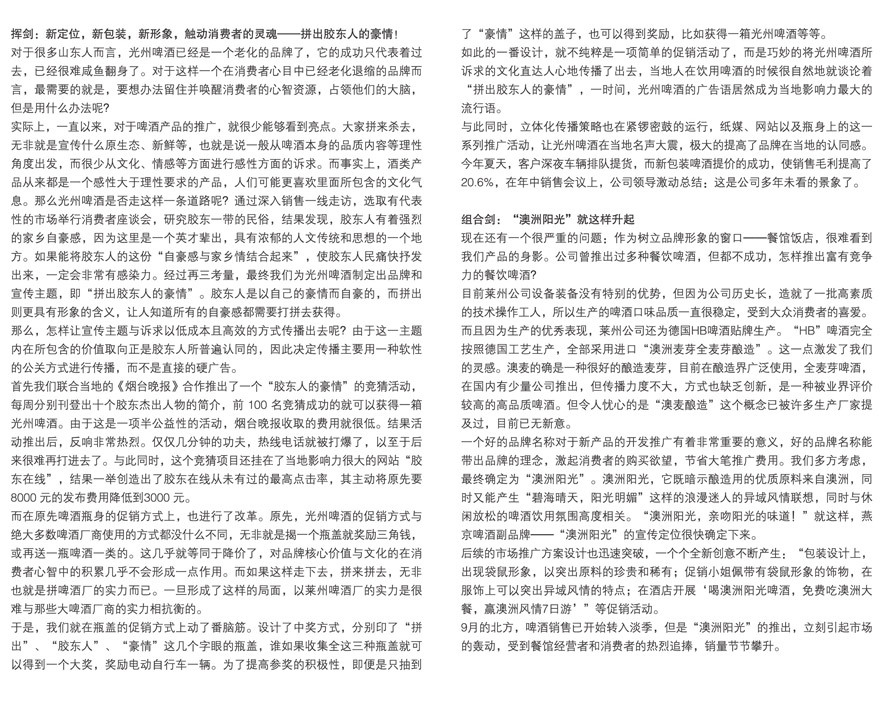 挥剑：新定位，新包装，新形象，触动消费者的灵魂——拼出胶东人的豪情！
对于很多山东人而言，光州啤酒已经是一个老化的品牌了，它的成功只代表着过
去，已经很难咸鱼翻身了。对于这样一个在消费者心目中已经老化退缩的品牌而
言，最需要的就是，要想办法留住并唤醒消费者的心智资源，占领他们的大脑，
但是用什么办法呢？
实际上，一直以来，对于啤酒产品的推广，就很少能够看到亮点。大家拼来杀去，
无非就是宣传什么原生态、新鲜等，也就是说一般从啤酒本身的品质内容等理性
角度出发，而很少从文化、情感等方面进行感性方面的诉求。而事实上，酒类产
品从来都是一个感性大于理性要求的产品，人们可能更喜欢里面所包含的文化气
息。那么光州啤酒是否走这样一条道路呢？通过深入销售一线走访，选取有代表
性的市场举行消费者座谈会，研究胶东一带的民俗，结果发现，胶东人有着强烈
的家乡自豪感，因为这里是一个英才辈出，具有浓郁的人文传统和思想的一个地
方。如果能将胶东人的这份“自豪感与家乡情结合起来”，使胶东人民痛快抒发
出来，一定会非常有感染力。经过再三考量，最终我们为光州啤酒制定出品牌和
宣传主题，即“拼出胶东人的豪情”。胶东人是以自己的豪情而自豪的，而拼出
则更具有形象的含义，让人知道所有的自豪感都需要打拼去获得。
那么，怎样让宣传主题与诉求以低成本且高效的方式传播出去呢？由于这一主题
内在所包含的价值取向正是胶东人所普遍认同的，因此决定传播主要用一种软性
的公关方式进行传播，而不是直接的硬广告。
首先我们联合当地的《烟台晚报》合作推出了一个“胶东人的豪情”的竞猜活动，
每周分别刊登出十个胶东杰出人物的简介，前 100 名竞猜成功的就可以获得一箱
光州啤酒。由于这是一项半公益性的活动，烟台晚报收取的费用就很低。结果活
动推出后，反响非常热烈。仅仅几分钟的功夫，热线电话就被打爆了，以至于后
来很难再打进去了。与此同时，这个竞猜项目还挂在了当地影响力很大的网站“胶
东在线”，结果一举创造出了胶东在线从未有过的最高点击率，其主动将原先要
8000 元的发布费用降低到3000 元。
而在原先啤酒瓶身的促销方式上，也进行了改革。原先，光州啤酒的促销方式与
绝大多数啤酒厂商使用的方式都没什么不同，无非就是揭一个瓶盖就奖励三角钱，
或再送一瓶啤酒一类的。这几乎就等同于降价了，对品牌核心价值与文化的在消
费者心智中的积累几乎不会形成一点作用。而如果这样走下去，拼来拼去，无非
也就是拼啤酒厂的实力而已。一旦形成了这样的局面，以莱州啤酒厂的实力是很
难与那些大啤酒厂商的实力相抗衡的。
于是，我们就在瓶盖的促销方式上动了番脑筋。设计了中奖方式，分别印了“拼
出”、“胶东人”、“豪情”这几个字眼的瓶盖，谁如果收集全这三种瓶盖就可
以得到一个大奖，奖励电动自行车一辆。为了提高参奖的积极性，即便是只抽到
了“豪情”这样的盖子，也可以得到奖励，比如获得一箱光州啤酒等等。
如此的一番设计，就不纯粹是一项简单的促销活动了，而是巧妙的将光州啤酒所
诉求的文化直达人心地传播了出去，当地人在饮用啤酒的时候很自然地就谈论着
“拼出胶东人的豪情”，一时间，光州啤酒的广告语居然成为当地影响力最大的
流行语。
与此同时，立体化传播策略也在紧锣密鼓的运行，纸媒、网站以及瓶身上的这一
系列推广活动，让光州啤酒在当地名声大震，极大的提高了品牌在当地的认同感。
今年夏天，客户深夜车辆排队提货，而新包装啤酒提价的成功，使销售毛利提高了
20.6%，在年中销售会议上，公司领导激动总结：这是公司多年未看的景象了。
组合剑：“澳洲阳光”就这样升起
现在还有一个很严重的问题：作为树立品牌形象的窗口——餐馆饭店，很难看到
我们产品的身影。公司曾推出过多种餐饮啤酒，但都不成功，怎样推出富有竞争
力的餐饮啤酒？
目前莱州公司设备装备没有特别的优势，但因为公司历史长，造就了一批高素质
的技术操作工人，所以生产的啤酒口味品质一直很稳定，受到大众消费者的喜爱。
而且因为生产的优秀表现，莱州公司还为德国HB啤酒贴牌生产。“HB”啤酒完全
按照德国工艺生产，全部采用进口“澳洲麦芽全麦芽酿造”。这一点激发了我们
的灵感。澳麦的确是一种很好的酿造麦芽，目前在酿造界广泛使用，全麦芽啤酒，
在国内有少量公司推出，但传播力度不大，方式也缺乏创新，是一种被业界评价
较高的高品质啤酒。但令人忧心的是“澳麦酿造”这个概念已被许多生产厂家提
及过，目前已无新意。
一个好的品牌名称对于新产品的开发推广有着非常重要的意义，好的品牌名称能
带出品牌的理念，激起消费者的购买欲望，节省大笔推广费用。我们多方考虑，
最终确定为“澳洲阳光”。澳洲阳光，它既暗示酿造用的优质原料来自澳洲，同
时又能产生“碧海晴天，阳光明媚”这样的浪漫迷人的异域风情联想，同时与休
闲放松的啤酒饮用氛围高度相关。“澳洲阳光，亲吻阳光的味道！”就这样，燕
京啤酒副品牌——“澳洲阳光”的宣传定位很快确定下来。
后续的市场推广方案设计也迅速突破，一个个全新创意不断产生：“包装设计上，
出现袋鼠形象，以突出原料的珍贵和稀有；促销小姐佩带有袋鼠形象的饰物，在
服饰上可以突出异域风情的特点；在酒店开展‘喝澳洲阳光啤酒，免费吃澳洲大
餐，赢澳洲风情7日游’”等促销活动。
9月的北方，啤酒销售已开始转入淡季，但是“澳洲阳光”的推出，立刻引起市场
的轰动，受到餐馆经营者和消费者的热烈追捧，销量节节攀升。